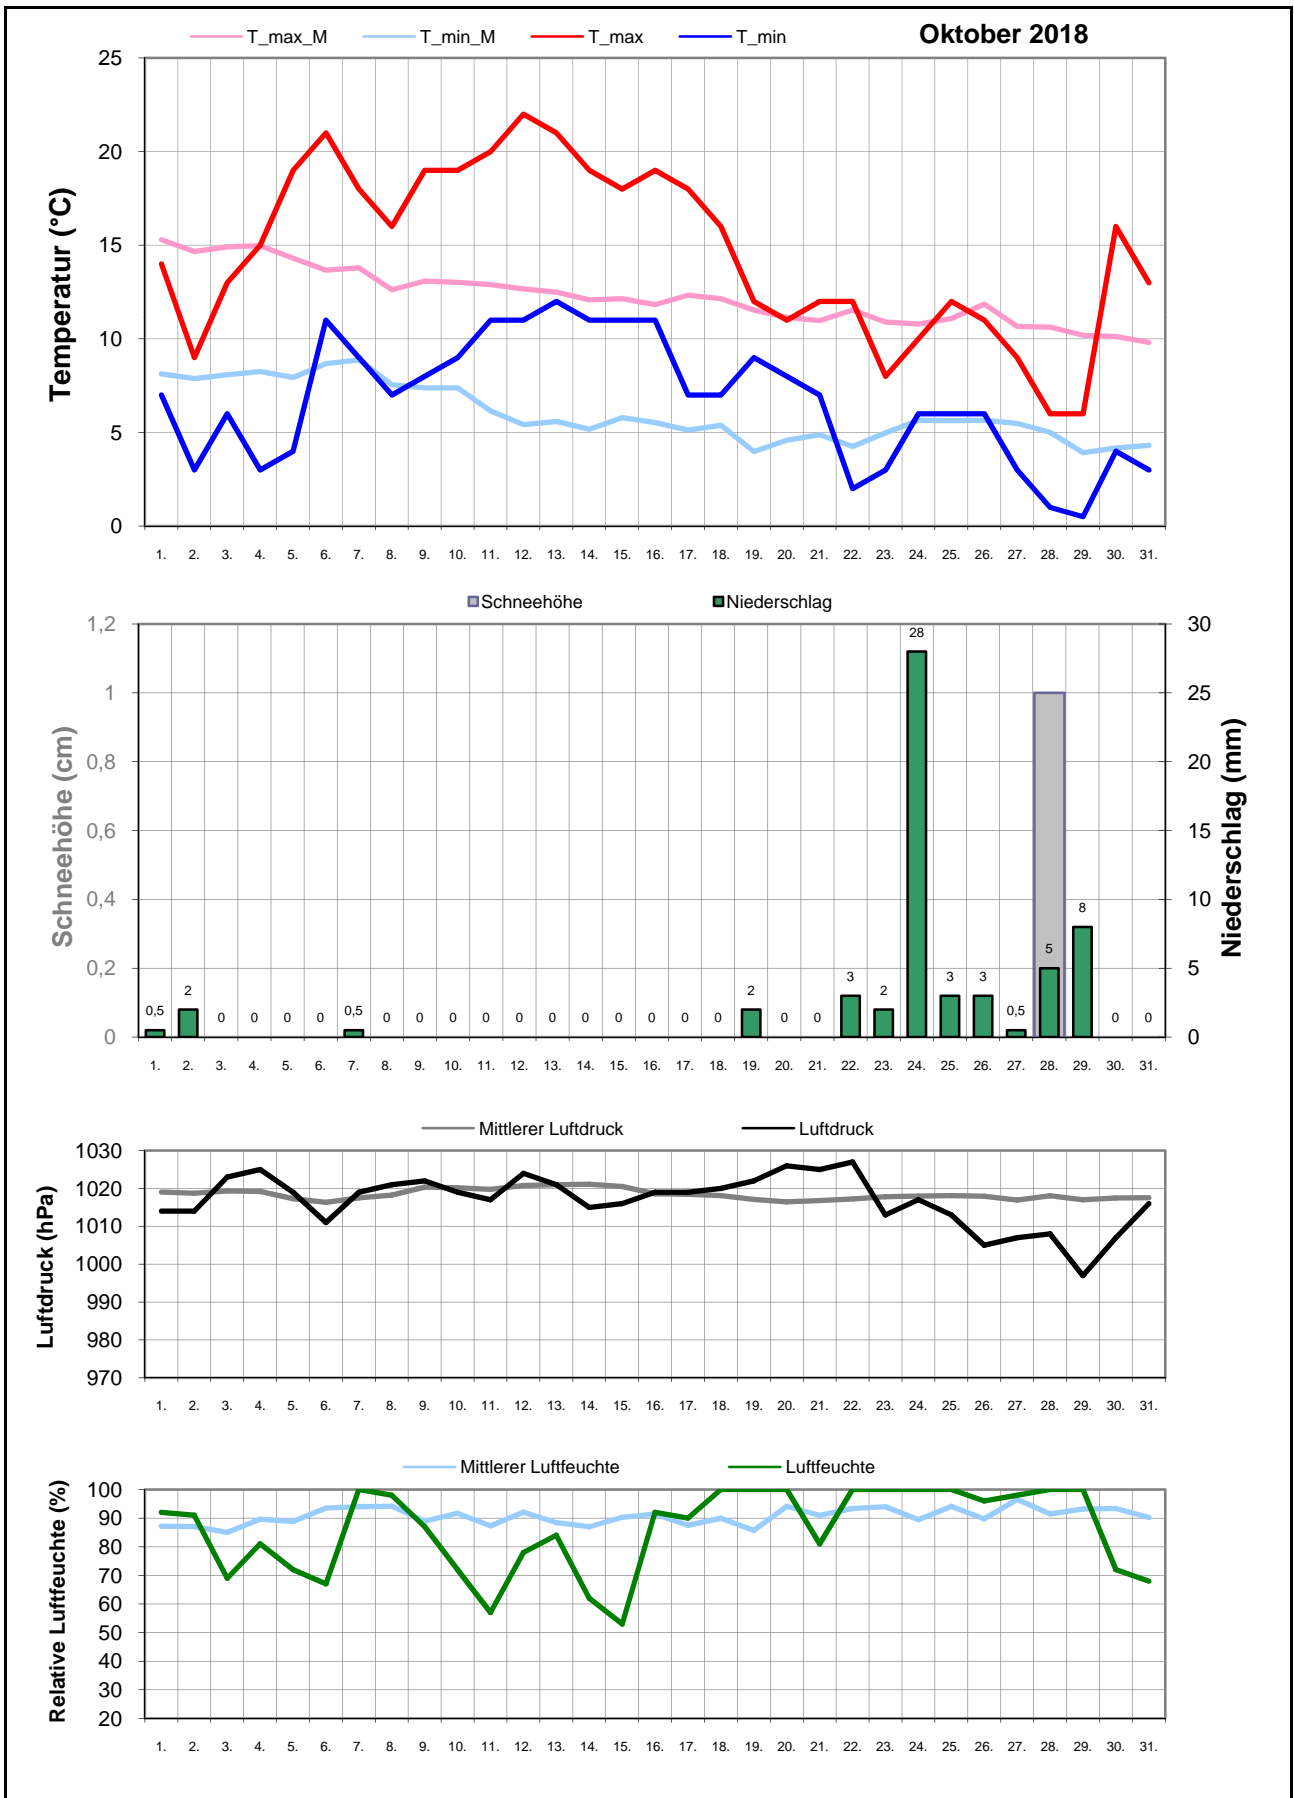 T_max_M T_min_M T_max T_min Oktober 2018
25
20
15
10
5
0
Temperatur (°C)
1. 2. 3. 4. 5. 6. 7. 8. 9. 10. 11. 12. 13. 14. 15. 16. 17. 18. 19. 20. 21. 22. 23. 24. 25. 26. 27. 28. 29. 30. 31.
Schneehöhe Niederschlag
1,2
1
0,8
0,6
0,4
0,2
0
Schneehöhe (cm)
0,5 2 0 0 0 0 0,5 0 0 0 0 0 0 0 0 0 0 0 2 0 0 3 2 28 3 3 0,5 5 8 0 0
30
25
20
15
10
5
0
Niederschlag (mm)
1. 2. 3. 4. 5. 6. 7. 8. 9. 10. 11. 12. 13. 14. 15. 16. 17. 18. 19. 20. 21. 22. 23. 24. 25. 26. 27. 28. 29. 30. 31.
Mittlerer Luftdruck Luftdruck
1030
1020
1010
1000
990
980
970
Luftdruck (hPa)
1. 2. 3. 4. 5. 6. 7. 8. 9. 10. 11. 12. 13. 14. 15. 16. 17. 18. 19. 20. 21. 22. 23. 24. 25. 26. 27. 28. 29. 30. 31.
Mittlerer Luftfeuchte Luftfeuchte
100
90
80
70
60
50
40
30
20
Relative Luftfeuchte (%)
1. 2. 3. 4. 5. 6. 7. 8. 9. 10. 11. 12. 13. 14. 15. 16. 17. 18. 19. 20. 21. 22. 23. 24. 25. 26. 27. 28. 29. 30. 31.